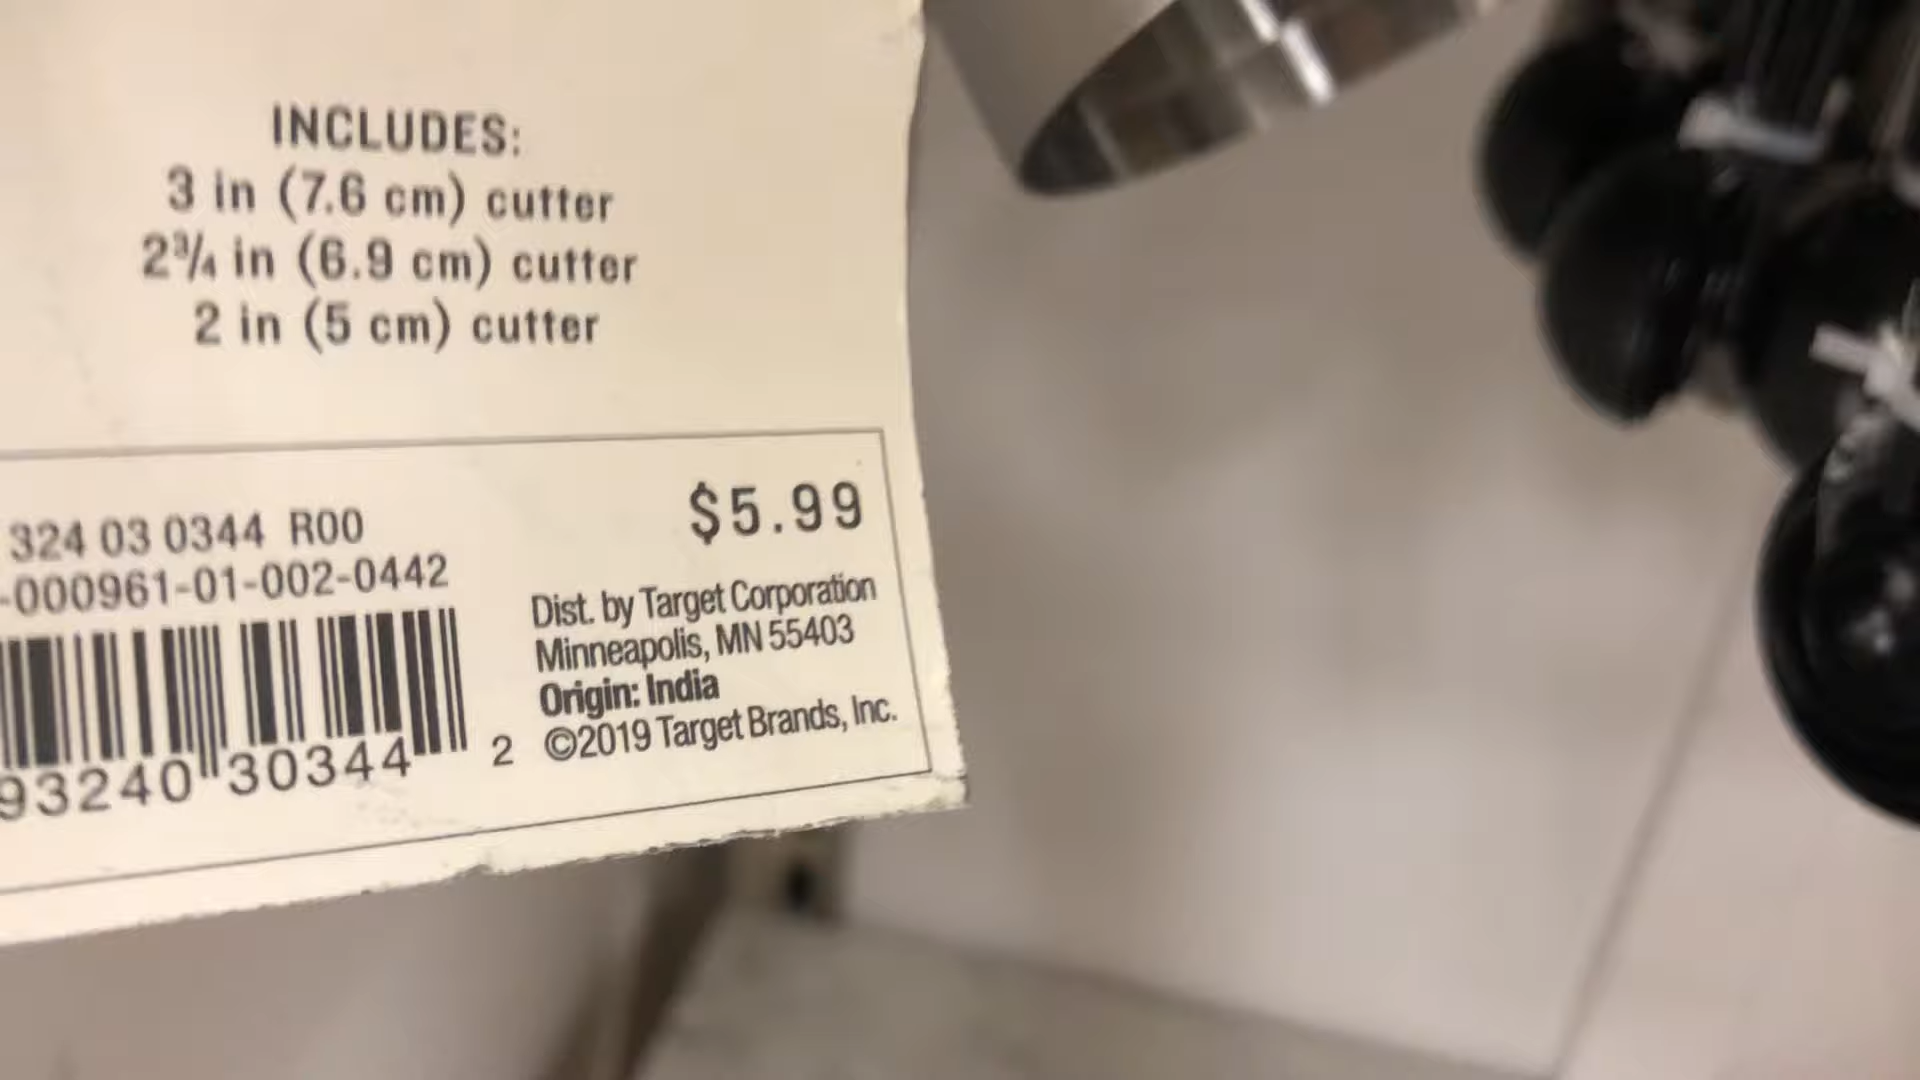 INCLUDES:
3 in (7.6 cm) cutter
2¾ in (6.9 cm) cutter
2 in (5 cm) cutter
$5.99
324 03 0344 R00
-000961-01-002-0442
93240 30344 2
Dist. by Target Corporation
Minneapolis, MN 55403
Origin: India
©2019 Target Brands, Inc.